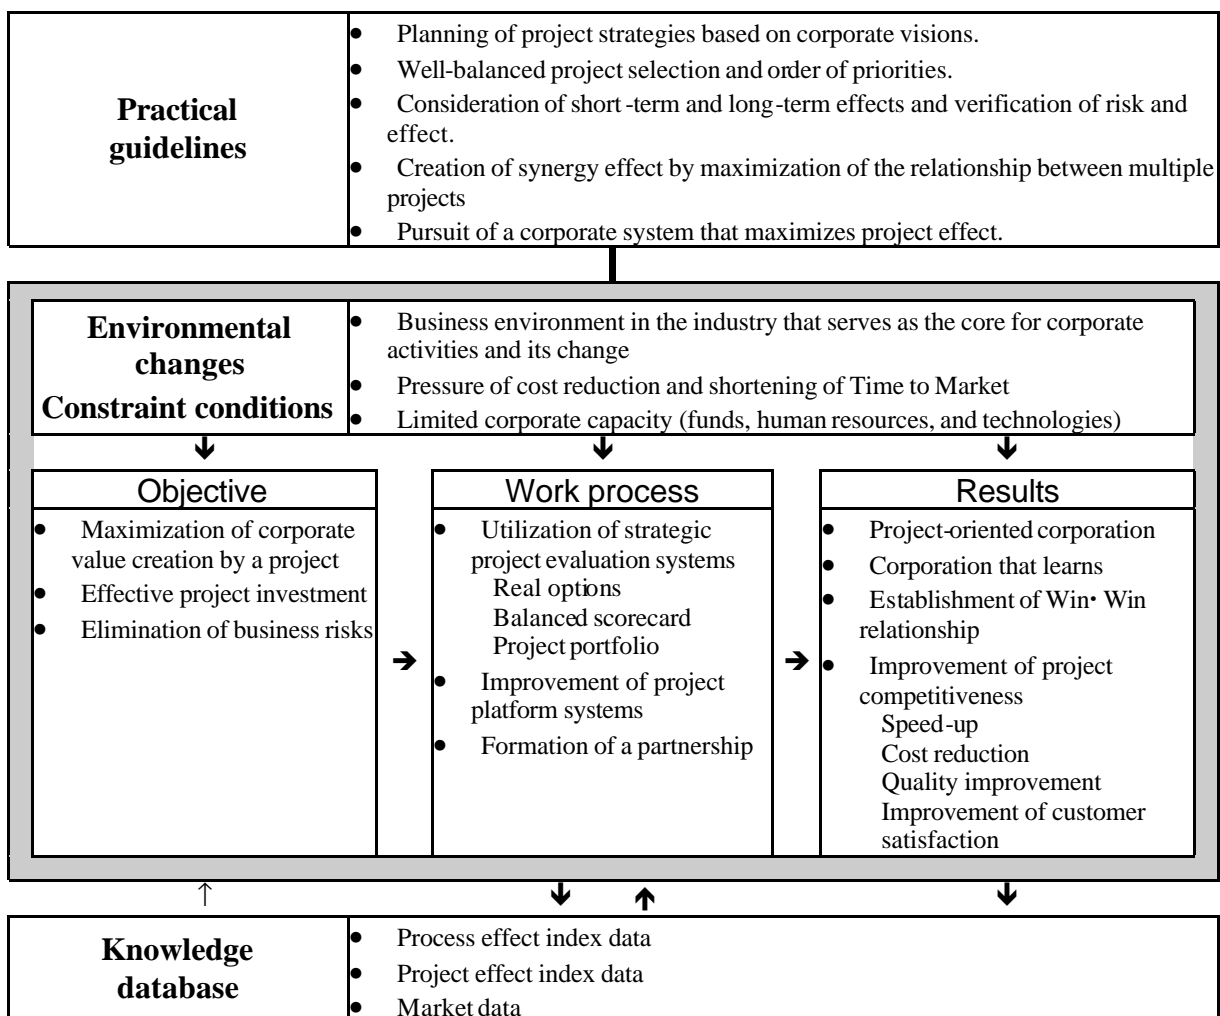 Practical
guidelines
● Planning of project strategies based on corporate visions.
● Well-balanced project selection and order of priorities.
● Consideration of short-term and long-term effects and verification of risk and
effect.
● Creation of synergy effect by maximization of the relationship between multiple
projects
● Pursuit of a corporate system that maximizes project effect.
Environmental
changes
Constraint conditions
● Business environment in the industry that serves as the core for corporate
activities and its change
● Pressure of cost reduction and shortening of Time to Market
● Limited corporate capacity (funds, human resources, and technologies)
Objective
● Maximization of corporate
value creation by a project
● Effective project investment
● Elimination of business risks
Work process
● Utilization of strategic
project evaluation systems
Real options
Balanced scorecard
Project portfolio
● Improvement of project
platform systems
● Formation of a partnership
Results
● Project-oriented corporation
● Corporation that learns
● Establishment of Win・Win
relationship
● Improvement of project
competitiveness
Speed-up
Cost reduction
Quality improvement
Improvement of customer
satisfaction
Knowledge
database
● Process effect index data
● Project effect index data
● Market data